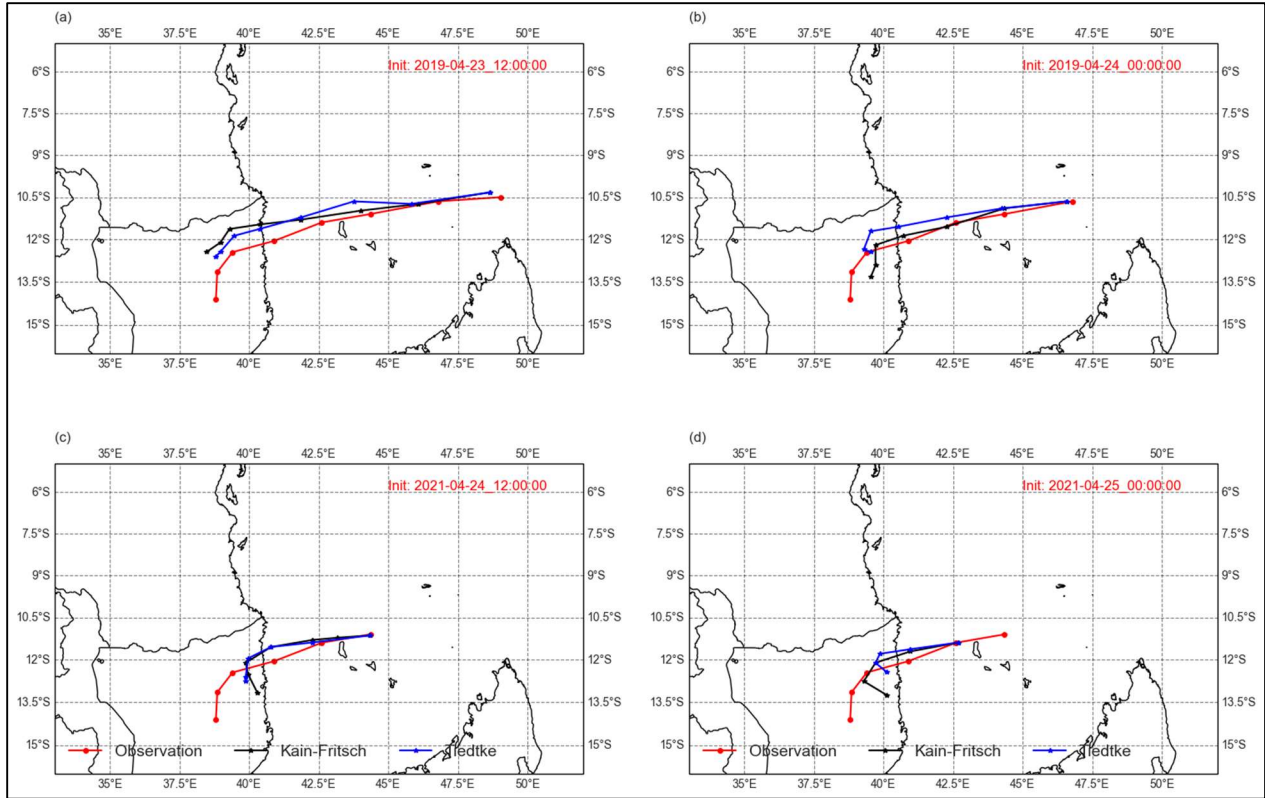 (a)
35°E 37.5°E 40°E 42.5°E 45°E 47.5°E 50°E
Init: 2019-04-23_12:00:00
6°S 6°S
7.5°S 7.5°S
9°S 9°S
10.5°S 10.5°S
12°S 12°S
13.5°S 13.5°S
15°S 15°S
35°E 37.5°E 40°E 42.5°E 45°E 47.5°E 50°E
(b)
35°E 37.5°E 40°E 42.5°E 45°E 47.5°E 50°E
Init: 2019-04-24_00:00:00
6°S 6°S
7.5°S 7.5°S
9°S 9°S
10.5°S 10.5°S
12°S 12°S
13.5°S 13.5°S
15°S 15°S
35°E 37.5°E 40°E 42.5°E 45°E 47.5°E 50°E
(c)
35°E 37.5°E 40°E 42.5°E 45°E 47.5°E 50°E
Init: 2021-04-24_12:00:00
6°S 6°S
7.5°S 7.5°S
9°S 9°S
10.5°S 10.5°S
12°S 12°S
13.5°S 13.5°S
15°S 15°S
Observation Kain-Fritsch Tiedtke
35°E 37.5°E 40°E 42.5°E 45°E 47.5°E 50°E
(d)
35°E 37.5°E 40°E 42.5°E 45°E 47.5°E 50°E
Init: 2021-04-25_00:00:00
6°S 6°S
7.5°S 7.5°S
9°S 9°S
10.5°S 10.5°S
12°S 12°S
13.5°S 13.5°S
15°S 15°S
Observation Kain-Fritsch Tiedtke
35°E 37.5°E 40°E 42.5°E 45°E 47.5°E 50°E